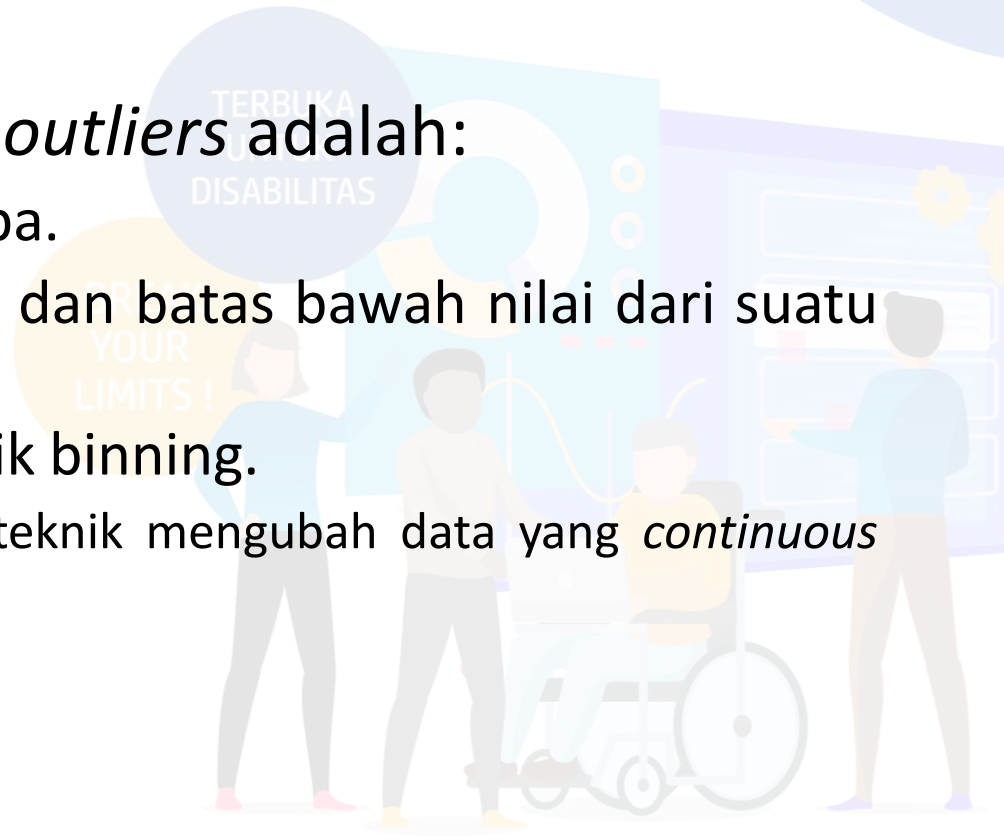 outliers adalah:
TERBUKA
UNTUK
DISABILITAS
pa.
dan batas bawah nilai dari suatu
YOUR
LIMITS !
ik binning.
teknik mengubah data yang continuous